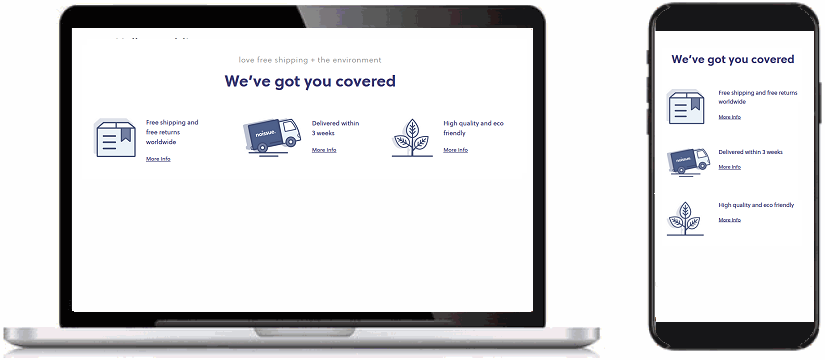 love free shipping + the environment
We've got you covered
Free shipping and
free returns
worldwide
More Info
noissue.
Delivered within
3 weeks
More Info
High quality and eco
friendly
More Info
We've got you covered
Free shipping and free returns
worldwide
More Info
noissue.
Delivered within 3 weeks
More Info
High quality and eco friendly
More Info